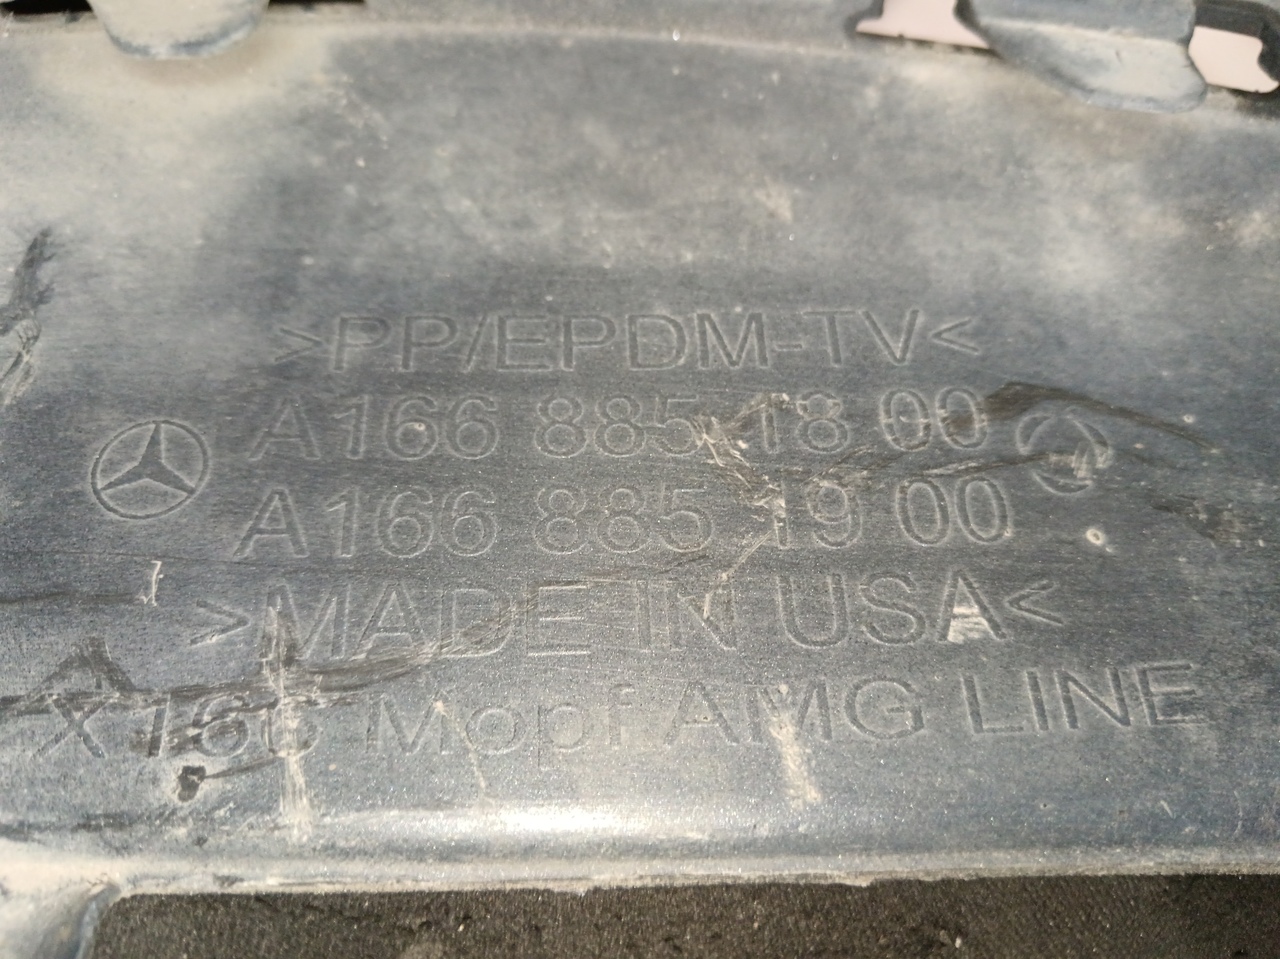 >PP/EPDM-TV<
A166 885 18 00
A166 885 19 00
>MADE IN USA<
X166 Mopf AMG LINE